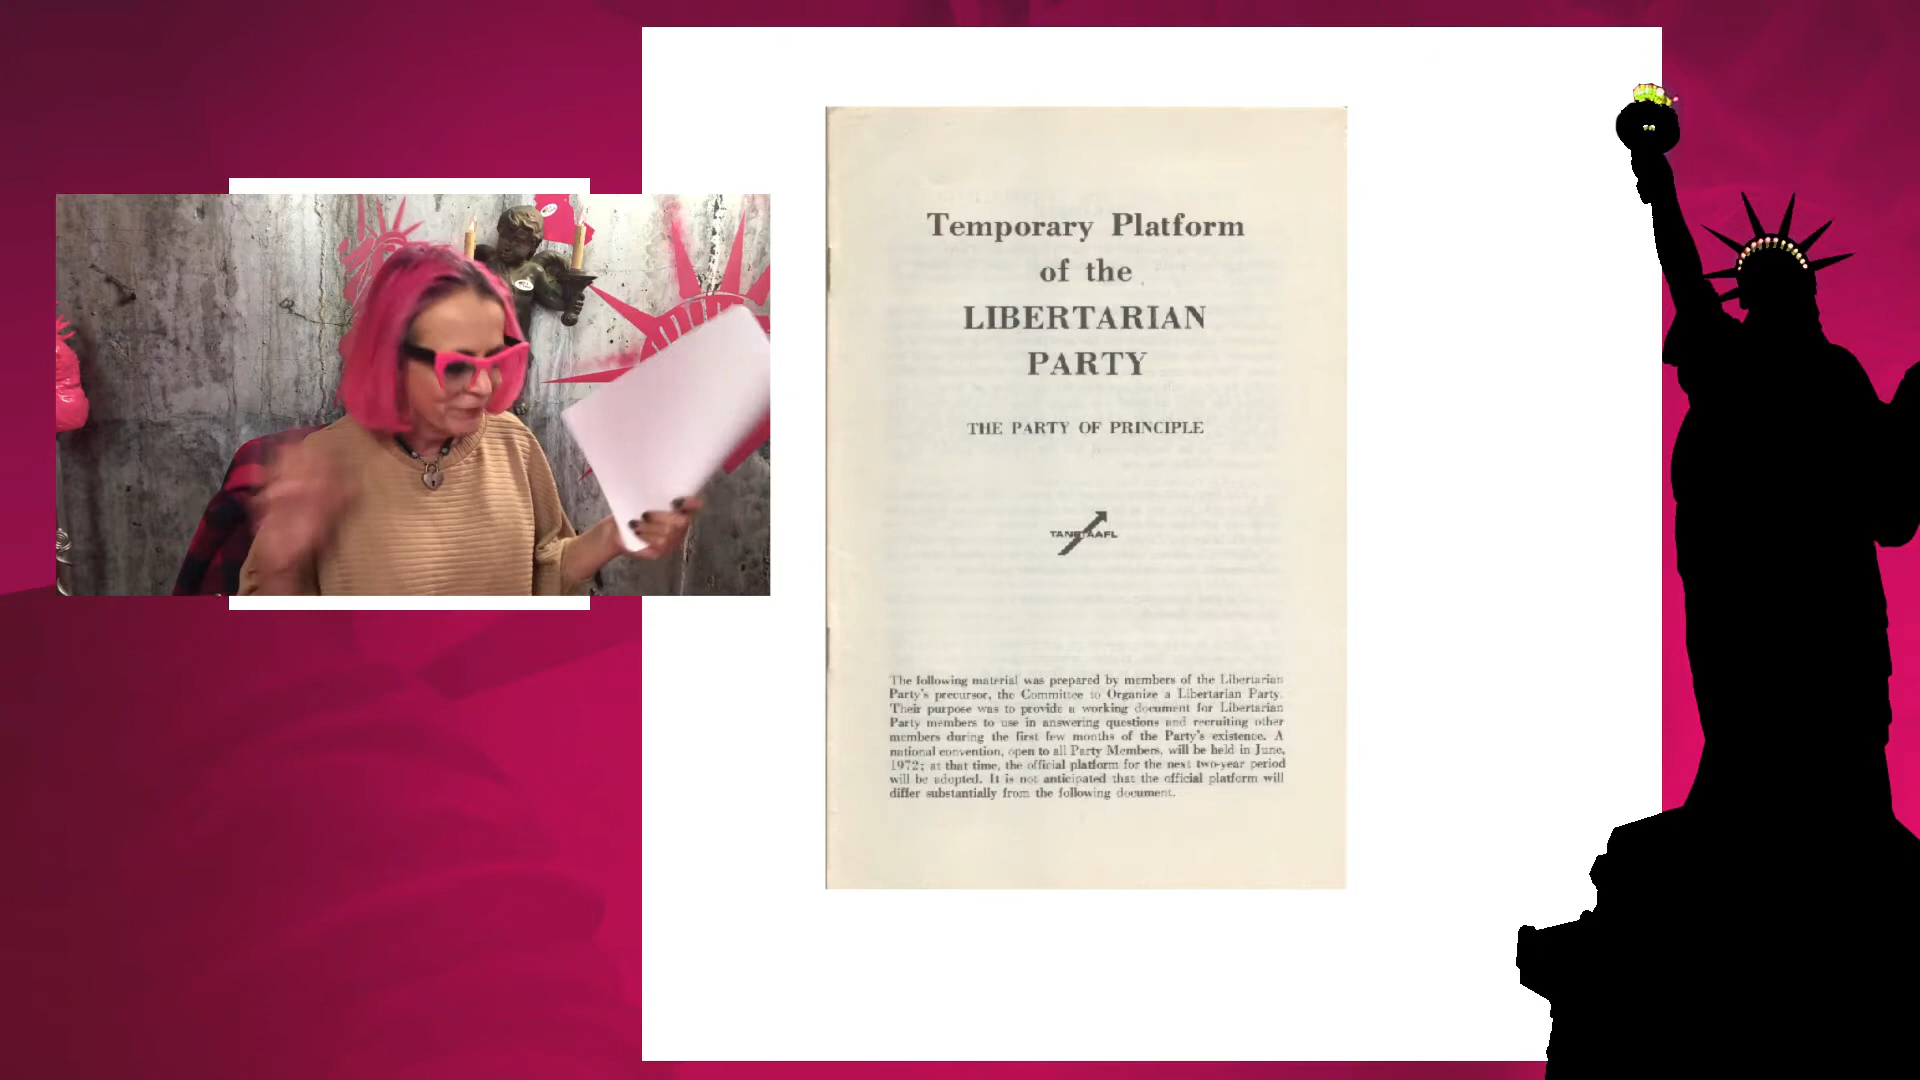 Temporary Platform
of the
LIBERTARIAN
PARTY
THE PARTY OF PRINCIPLE
TANSTAAFL
The following material was prepared by members of the Libertarian
Party's precursor, the Committee to Organize a Libertarian Party.
Their purpose was to provide a working document for Libertarian
Party members to use in answering questions and recruiting other
members during the first few months of the Party's existence. A
national convention, open to all Party Members, will be held in June,
1972; at that time, the official platform for the next two-year period
will be adopted. It is not anticipated that the official platform will
differ substantially from the following document.